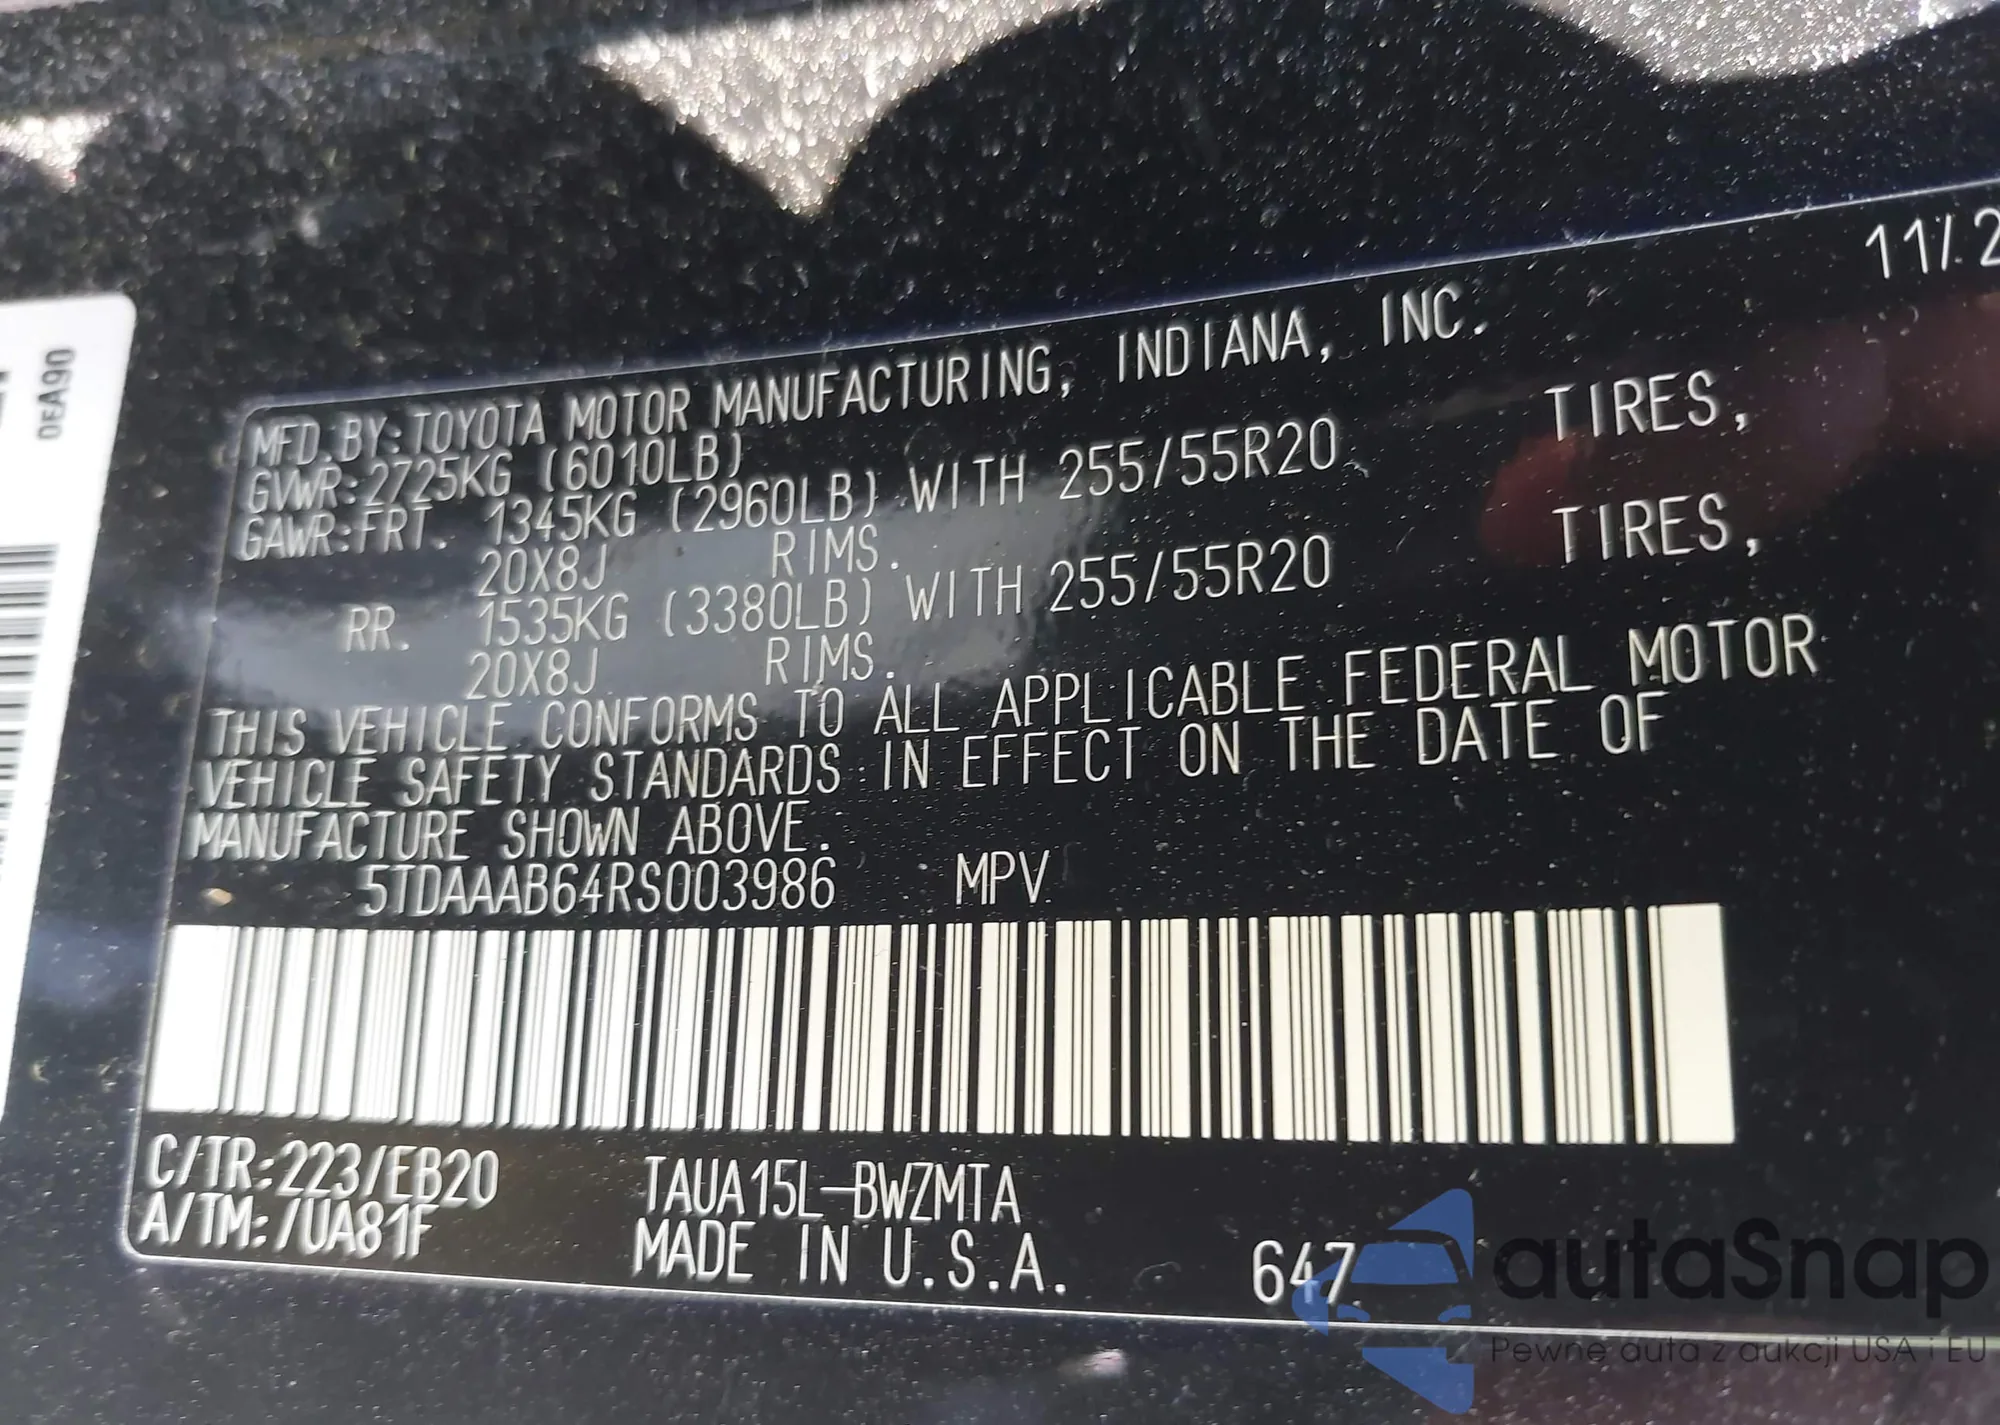 11/2
0EA90
MFD.BY:TOYOTA MOTOR MANUFACTURING, INDIANA, INC.
GVWR:2725KG (6010LB)
GAWR:FRT. 1345KG (2960LB) WITH 255/55R20 TIRES,
20X8J RIMS.
RR. 1535KG (3380LB) WITH 255/55R20 TIRES,
20X8J RIMS.
THIS VEHICLE CONFORMS TO ALL APPLICABLE FEDERAL MOTOR
VEHICLE SAFETY STANDARDS IN EFFECT ON THE DATE OF
MANUFACTURE SHOWN ABOVE.
5TDAAAB64RS003986 MPV
C/TR:223/EB20 TAUA15L-BWZMTA
A/TM:/UA81F MADE IN U.S.A. 647
autaSnap
Pewne auta z aukcji USA i EU